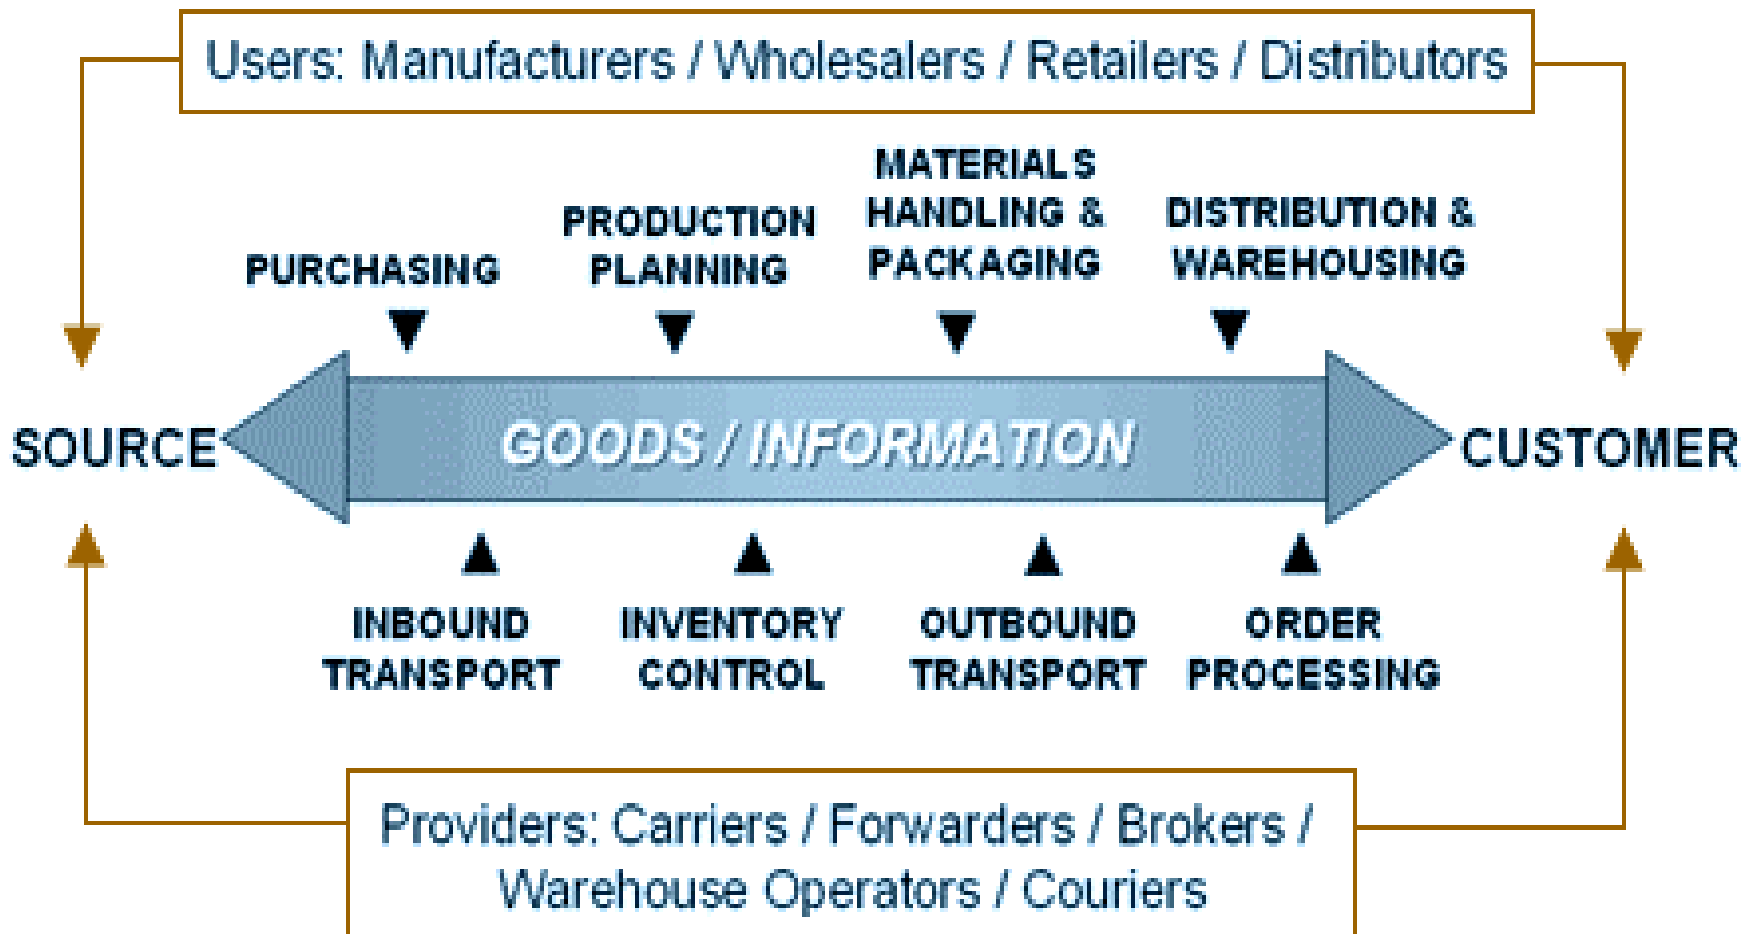 Users: Manufacturers / Wholesalers / Retailers / Distributors
PURCHASING
PRODUCTION
PLANNING
MATERIALS
HANDLING &
PACKAGING
DISTRIBUTION &
WAREHOUSING
SOURCE
GOODS / INFORMATION
CUSTOMER
INBOUND
TRANSPORT
INVENTORY
CONTROL
OUTBOUND
TRANSPORT
ORDER
PROCESSING
Providers: Carriers / Forwarders / Brokers /
Warehouse Operators / Couriers